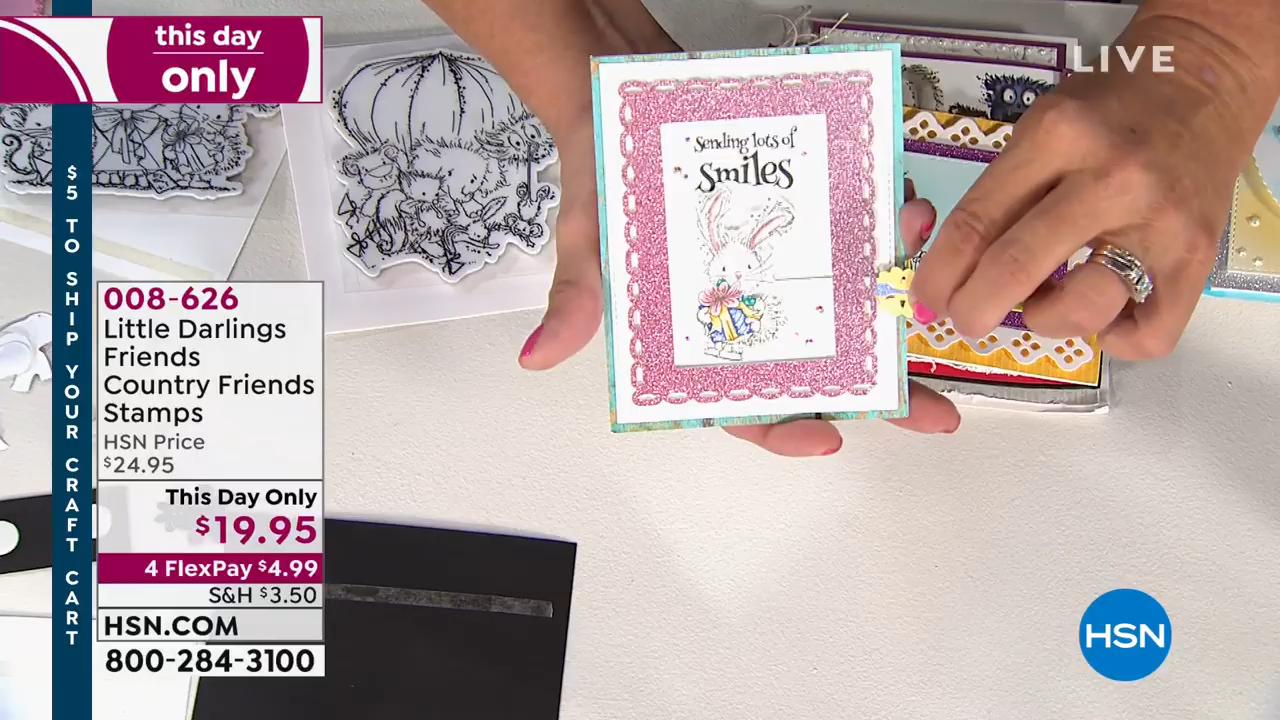 this day
only
LIVE
$5 TO SHIP YOUR CRAFT CART
Sending lots of
smiles
008-626
Little Darlings
Friends
Country Friends
Stamps
HSN Price
$24.95
This Day Only
$19.95
4 FlexPay $4.99
S&H $3.50
HSN.COM
800-284-3100
HSN